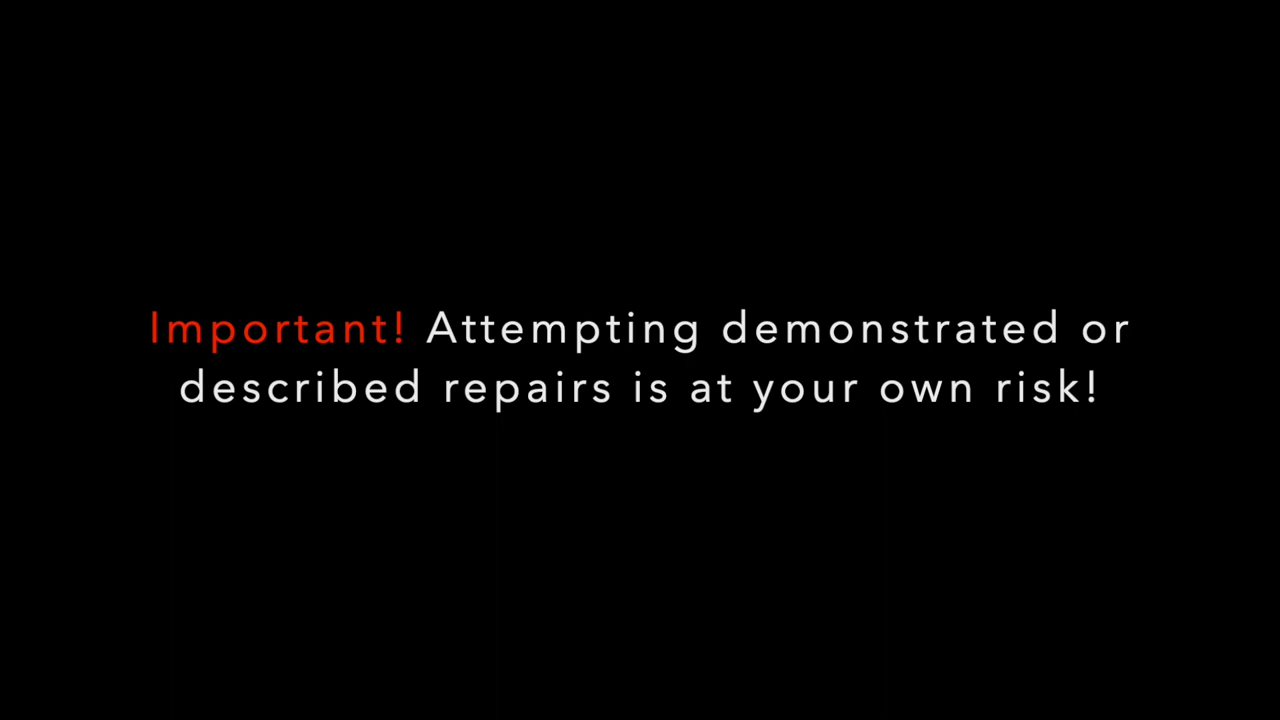 Important! Attempting demonstrated or
described repairs is at your own risk!